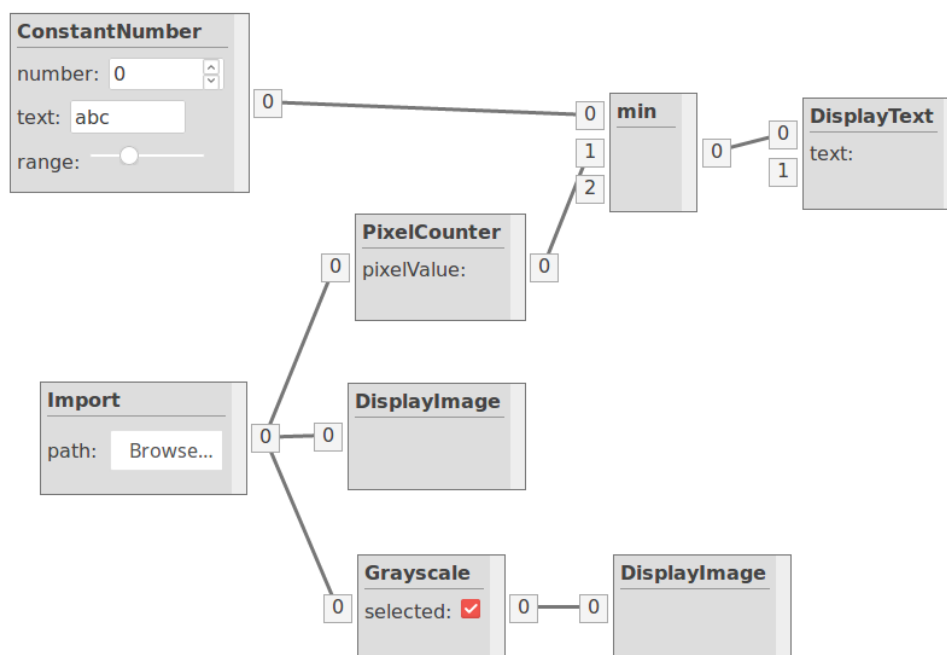 ConstantNumber
number: 0
text: abc
range:
0
0
1
2
min
0
0
1
DisplayText
text:
0
PixelCounter
pixelValue:
0
Import
path: Browse...
0
0
DisplayImage
0
Grayscale
selected:
0
0
DisplayImage